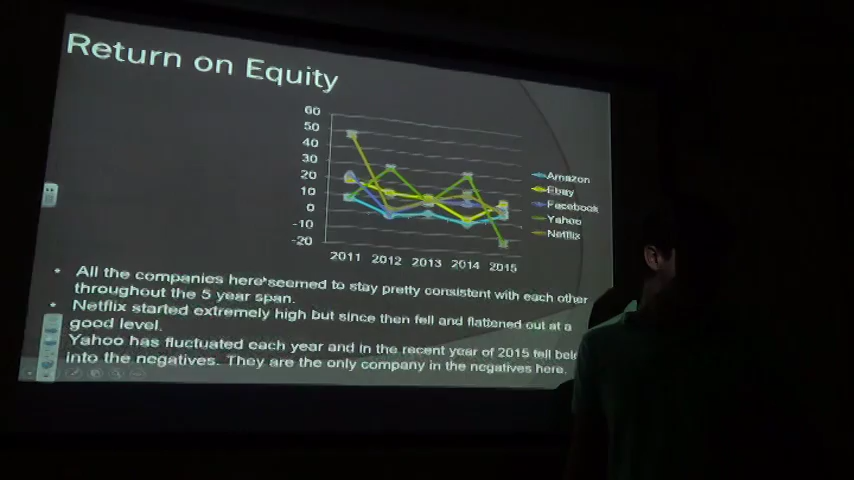 Return on Equity
60
50
40
30
20
10
0
-10
-20
2011 2012 2013 2014 2015
Amazon
Ebay
Facebook
Yahoo
Netflix
• All the companies here seemed to stay pretty consistent with each other
throughout the 5 year span.
• Netflix started extremely high but since then fell and flattened out at a
good level.
Yahoo has fluctuated each year and in the recent year of 2015 fell
into the negatives. They are the only company in the negatives here.